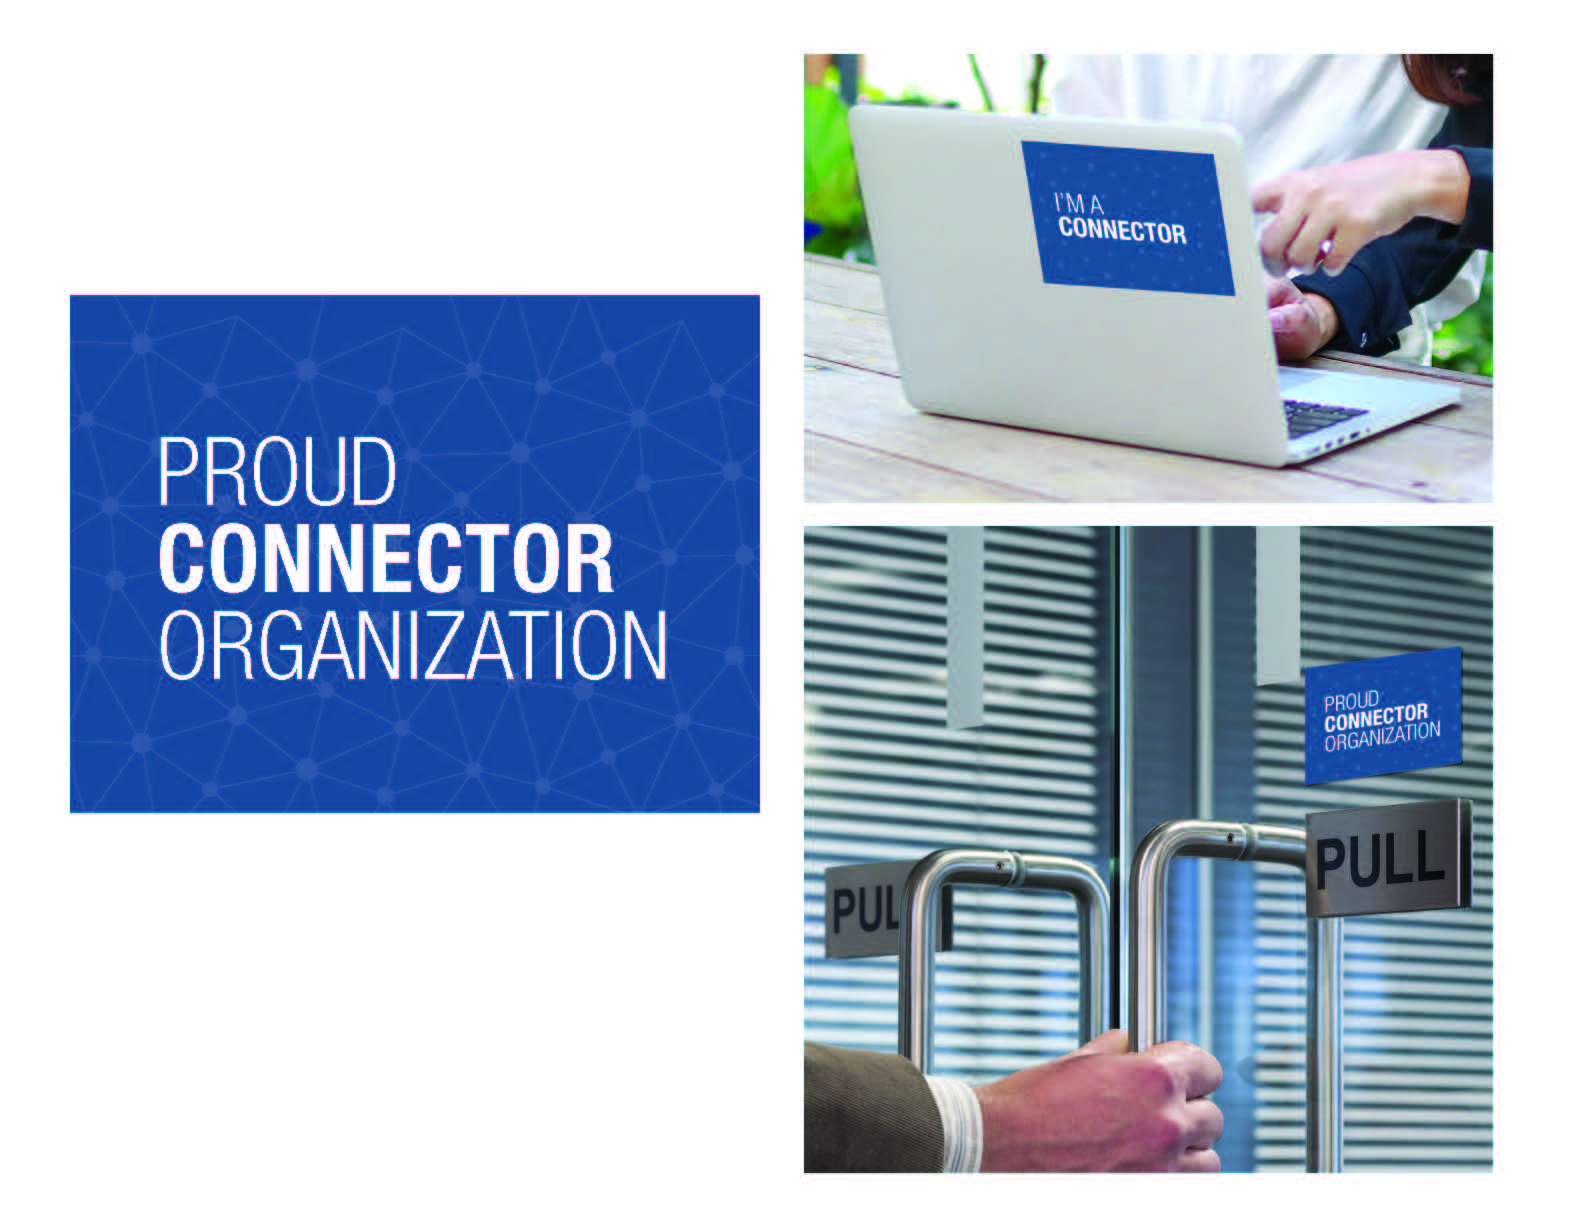 PROUD
CONNECTOR
ORGANIZATION
I'M A
CONNECTOR
PROUD
CONNECTOR
ORGANIZATION
PULL
PUL